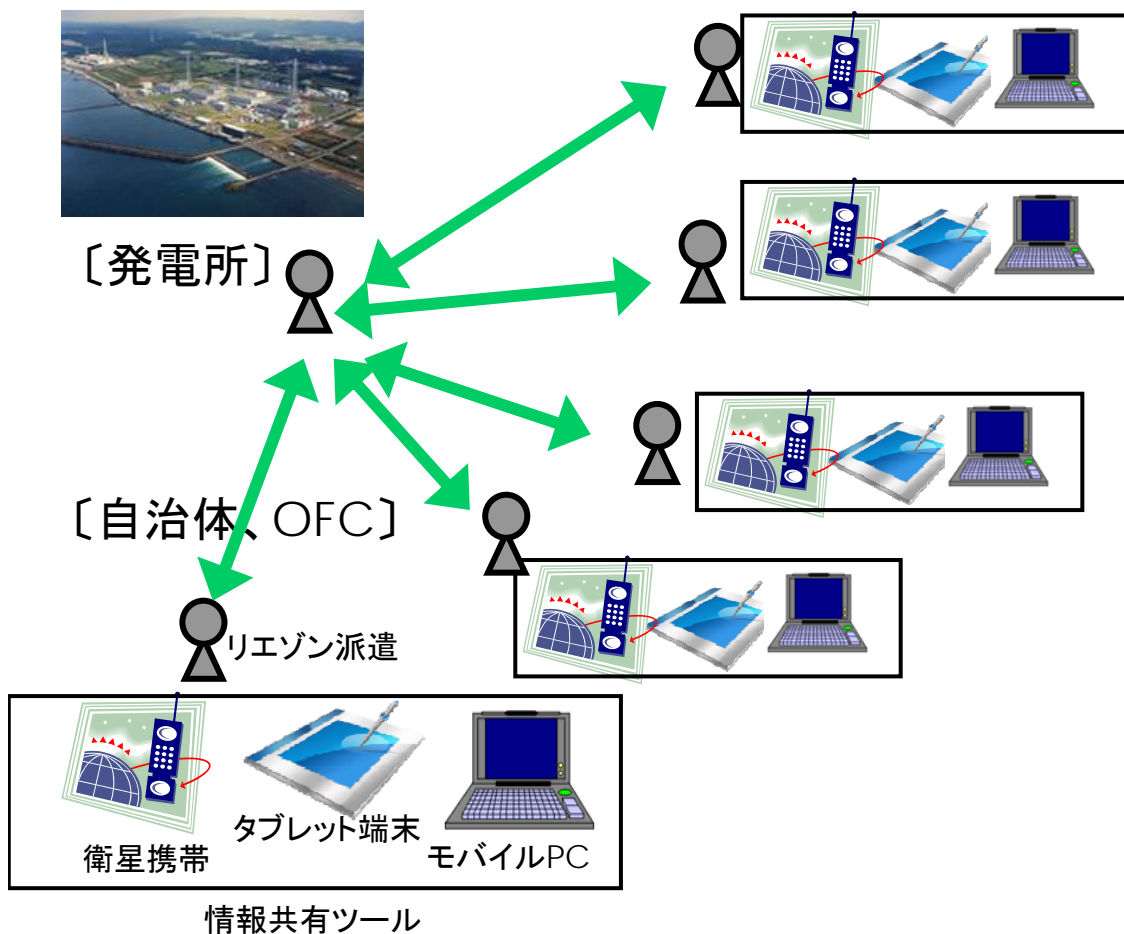 〔発電所〕
〔自治体、OFC〕
リエゾン派遣
衛星携帯
タブレット端末
モバイルPC
情報共有ツール